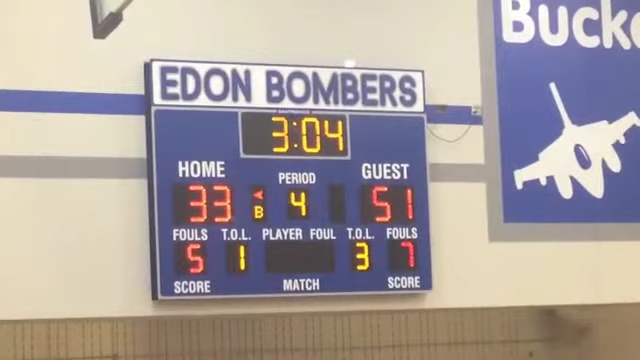 EDON BOMBERS
Bucke
3:04
HOME PERIOD GUEST
33 B 4 51
FOULS T.O.L. PLAYER FOUL T.O.L. FOULS
5 1 3 7
SCORE MATCH SCORE